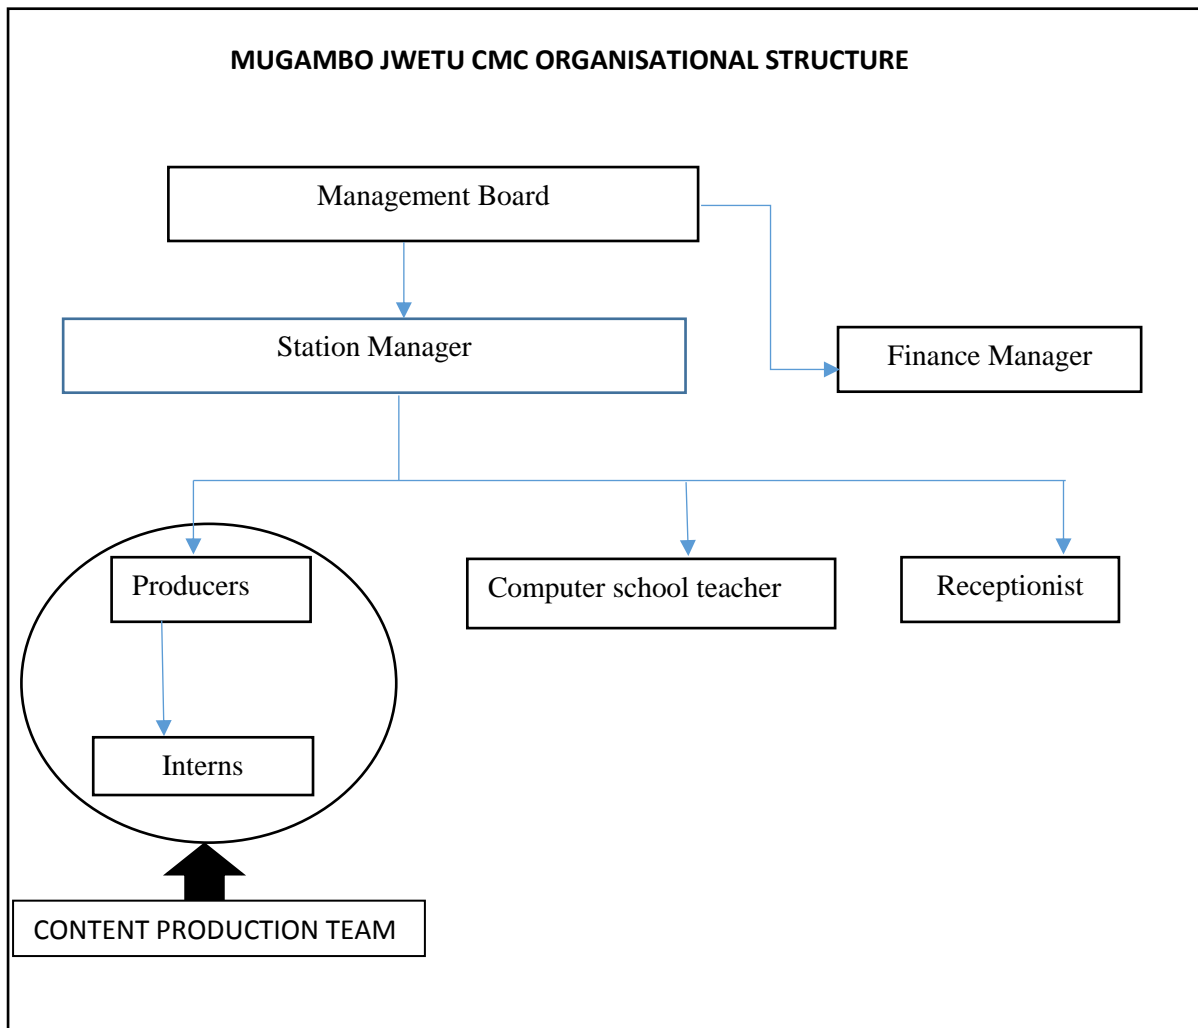 MUGAMBO JWETU CMC ORGANISATIONAL STRUCTURE
Management Board
Station Manager
Finance Manager
Producers
Computer school teacher
Receptionist
Interns
CONTENT PRODUCTION TEAM